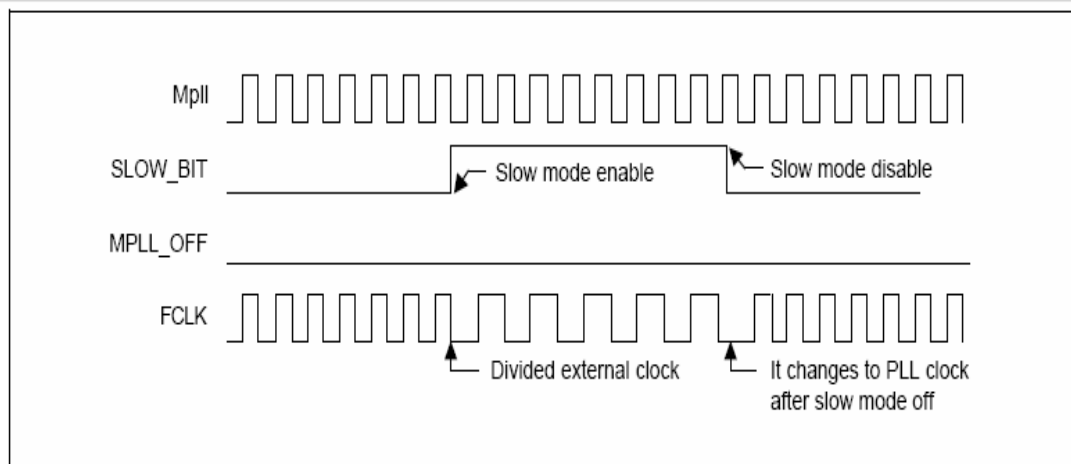 Mpll
SLOW_BIT
Slow mode enable
Slow mode disable
MPLL_OFF
FCLK
Divided external clock
It changes to PLL clock
after slow mode off